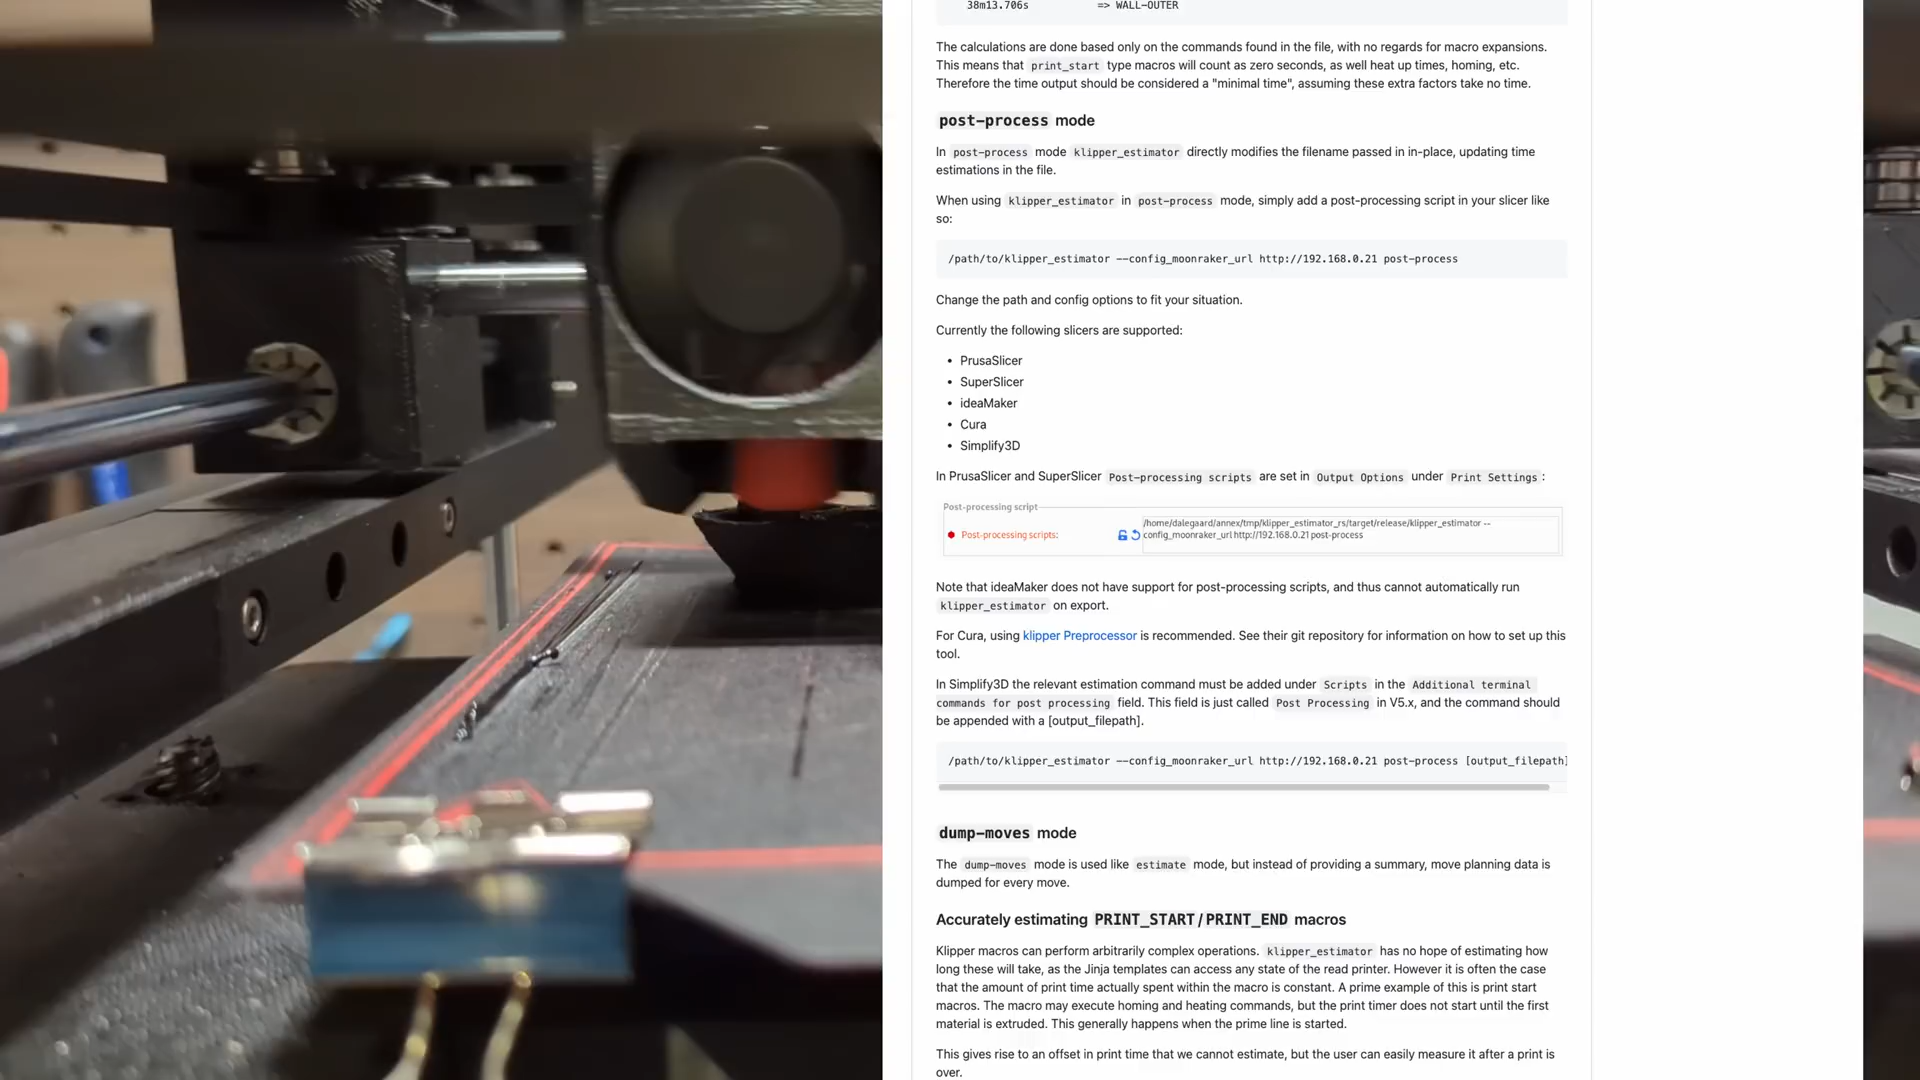 38m13.706s => WALL-OUTER
The calculations are done based only on the commands found in the file, with no regards for macro expansions.
This means that print_start type macros will count as zero seconds, as well heat up times, homing, etc.
Therefore the time output should be considered a "minimal time", assuming these extra factors take no time.
post-process mode
In post-process mode klipper_estimator directly modifies the filename passed in in-place, updating time
estimations in the file.
When using klipper_estimator in post-process mode, simply add a post-processing script in your slicer like
so:
/path/to/klipper_estimator --config_moonraker_url http://192.168.0.21 post-process
Change the path and config options to fit your situation.
Currently the following slicers are supported:
• PrusaSlicer
• SuperSlicer
• ideaMaker
• Cura
• Simplify3D
In PrusaSlicer and SuperSlicer Post-processing scripts are set in Output Options under Print Settings :
Post-processing script
Post-processing scripts:
/home/dalegaard/annex/tmp/klipper_estimator_rs/target/release/klipper_estimator --
config_moonraker_url http://192.168.0.21 post-process
Note that ideaMaker does not have support for post-processing scripts, and thus cannot automatically run
klipper_estimator on export.
For Cura, using klipper Preprocessor is recommended. See their git repository for information on how to set up this
tool.
In Simplify3D the relevant estimation command must be added under Scripts in the Additional terminal
commands for post processing field. This field is just called Post Processing in V5.x, and the command should
be appended with a [output_filepath].
/path/to/klipper_estimator --config_moonraker_url http://192.168.0.21 post-process [output_filepath]
dump-moves mode
The dump-moves mode is used like estimate mode, but instead of providing a summary, move planning data is
dumped for every move.
Accurately estimating PRINT_START/PRINT_END macros
Klipper macros can perform arbitrarily complex operations. klipper_estimator has no hope of estimating how
long these will take, as the Jinja templates can access any state of the read printer. However it is often the case
that the amount of print time actually spent within the macro is constant. A prime example of this is print start
macros. The macro may execute homing and heating commands, but the print timer does not start until the first
material is extruded. This generally happens when the prime line is started.
This gives rise to an offset in print time that we cannot estimate, but the user can easily measure it after a print is
over.